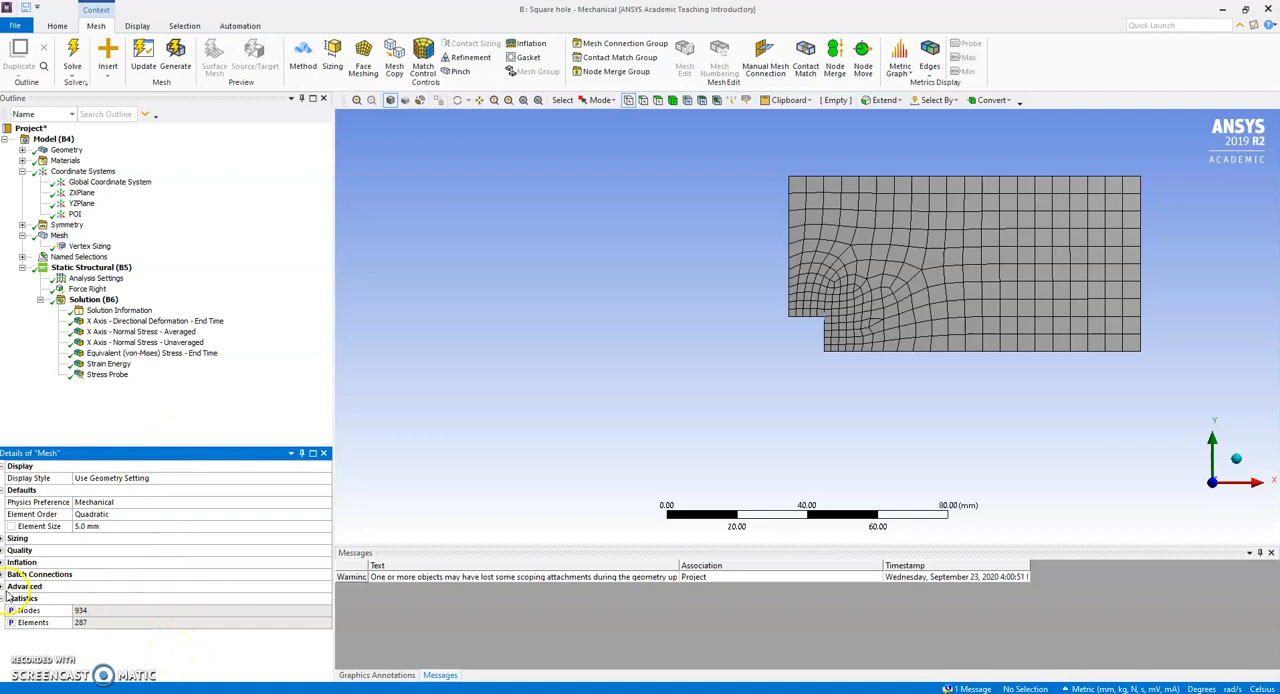 Context
B : Square hole - Mechanical [ANSYS Academic Teaching Introductory]
File
Home
Mesh
Display
Selection
Automation
Quick Launch
Duplicate
Solve
Insert
Update
Generate
Surface Mesh
Source/Target
Method
Sizing
Face Meshing
Mesh Copy
Match Control
Contact Sizing
Refinement
Pinch
Inflation
Gasket
Mesh Group
Mesh Connection Group
Contact Match Group
Node Merge Group
Mesh Edit
Mesh Numbering
Manual Mesh Connection
Contact Match
Node Merge
Node Move
Metric Graph
Edges
Probe
Max
Min
Outline
Solver
Mesh
Preview
Controls
Mesh Edit
Metrics Display
Outline
Name
Search Outline
Select
Mode
Clipboard
[ Empty ]
Extend
Select By
Convert
Project*
Model (B4)
Geometry
Materials
Coordinate Systems
Global Coordinate System
ZXPlane
YZPlane
POI
Symmetry
Mesh
Vertex Sizing
Named Selections
Static Structural (B5)
Analysis Settings
Force Right
Solution (B6)
Solution Information
X Axis - Directional Deformation - End Time
X Axis - Normal Stress - Averaged
X Axis - Normal Stress - Unaveraged
Equivalent (von-Mises) Stress - End Time
Strain Energy
Stress Probe
ANSYS
2019 R2
ACADEMIC
Y
X
0.00 40.00 80.00 (mm)
20.00 60.00
Details of "Mesh"
Display
Display Style Use Geometry Setting
Defaults
Physics Preference Mechanical
Element Order Quadratic
Element Size 5.0 mm
Sizing
Quality
Inflation
Batch Connections
Advanced
Statistics
P Nodes 934
P Elements 287
Messages
Text Association Timestamp
Warning One or more objects may have lost some scoping attachments during the geometry up Project Wednesday, September 23, 2020 4:00:51
RECORDED WITH
SCREENCAST MATIC
Graphics Annotations
Messages
1 Message
No Selection
Metric (mm, kg, N, s, mV, mA)
Degrees
rad/s
Celsius